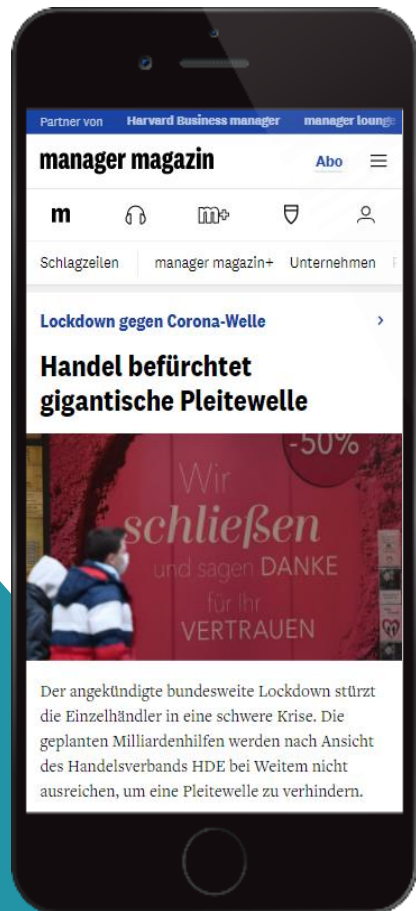 Partner von Harvard Business manager manager lounge
manager magazin Abo
m m+
Schlagzeilen manager magazin+ Unternehmen
Lockdown gegen Corona-Welle
Handel befürchtet
gigantische Pleitewelle
-50%
Wir
schließen
und sagen DANKE
für Ihr
VERTRAUEN
Der angekündigte bundesweite Lockdown stürzt
die Einzelhändler in eine schwere Krise. Die
geplanten Milliardenhilfen werden nach Ansicht
des Handelsverbands HDE bei Weitem nicht
ausreichen, um eine Pleitewelle zu verhindern.